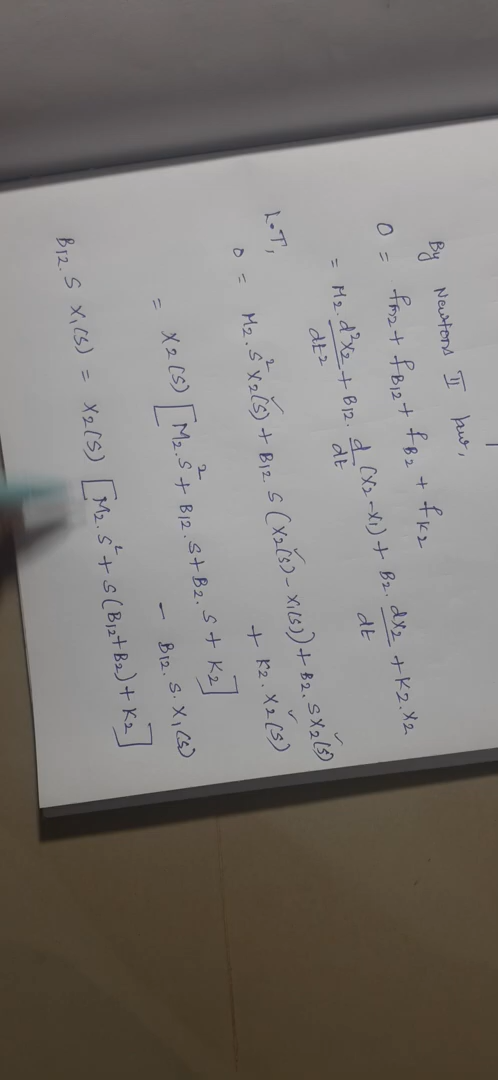 By Newtons II law,
0 = fM2 + fB12 + fB2 + fK2
= M2. d²x2/dt2 + B12. d/dt (x2-x1) + B2. dx2/dt + K2.x2
L.T,
0 = M2.S² X2(S) + B12.S (X2(S) - X1(S)) + B2.SX2(S)
+ K2.X2(S)
= X2(S) [M2.S² + B12.S + B2.S + K2]
- B12.S.X1(S)
B12.S X1(S) = X2(S) [M2.S² + S(B12+B2) + K2]